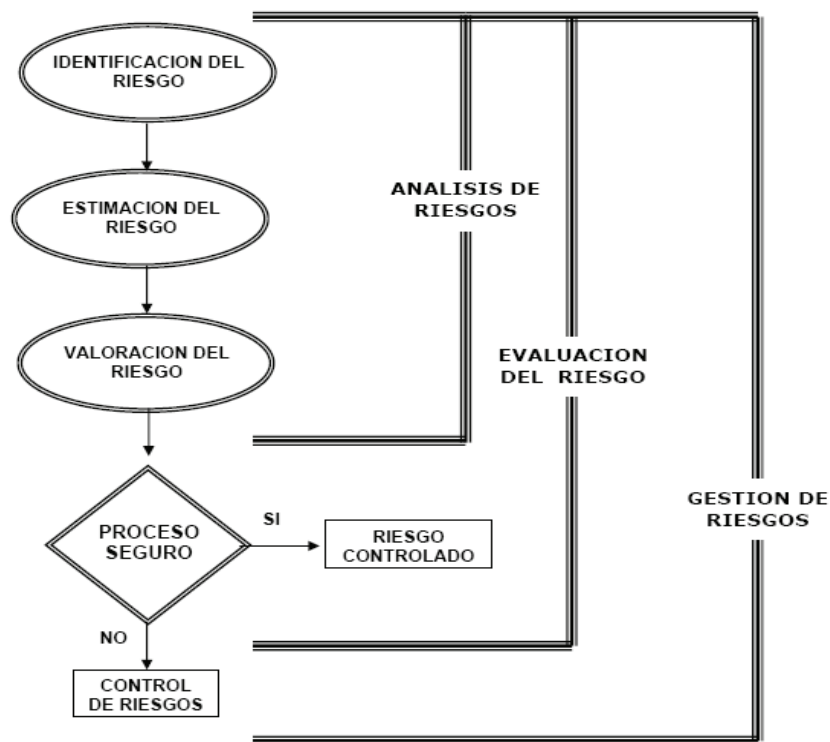 IDENTIFICACION DEL
RIESGO
ESTIMACION DEL
RIESGO
ANALISIS DE
RIESGOS
VALORACION DEL
RIESGO
EVALUACION
DEL RIESGO
PROCESO
SEGURO
SI
RIESGO
CONTROLADO
GESTION DE
RIESGOS
NO
CONTROL
DE RIESGOS